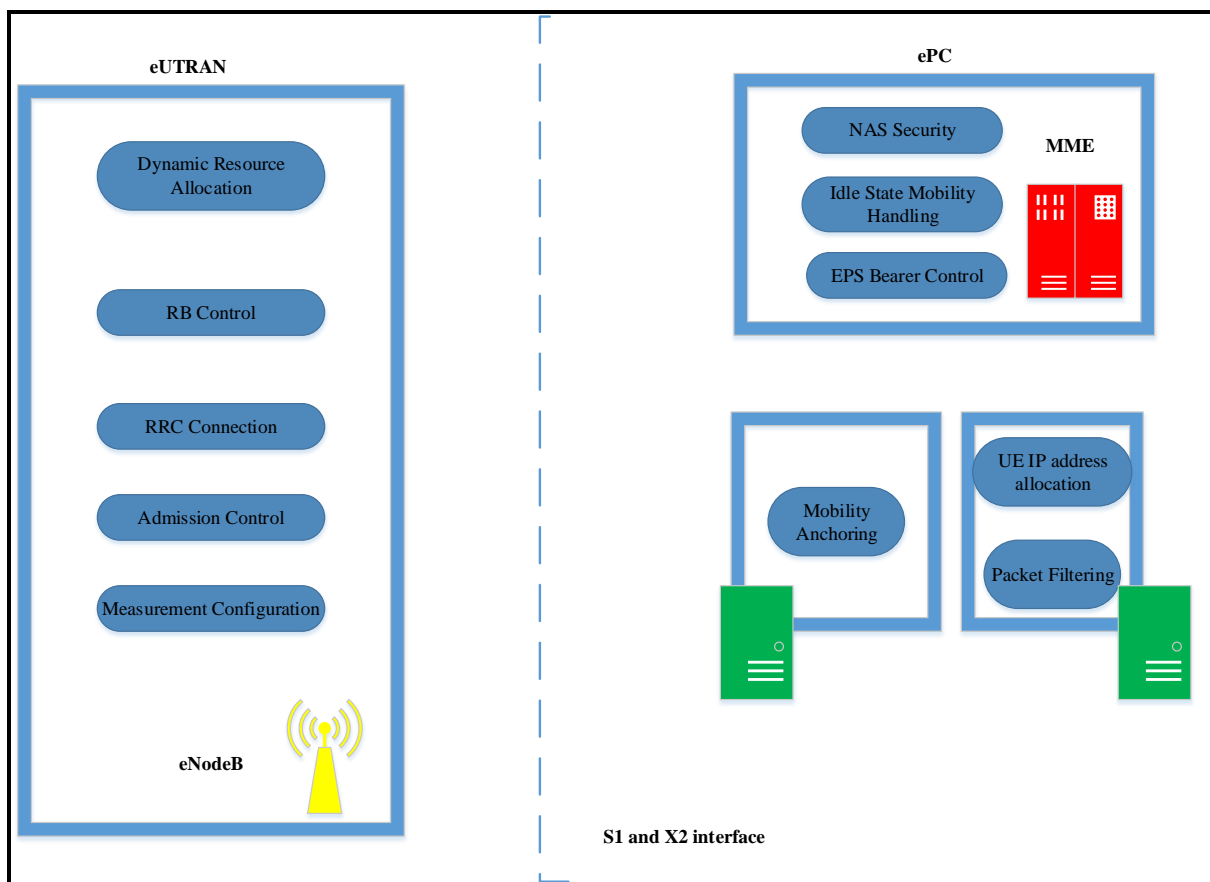 eUTRAN
Dynamic Resource
Allocation
RB Control
RRC Connection
Admission Control
Measurement Configuration
eNodeB
ePC
NAS Security
MME
Idle State Mobility
Handling
EPS Bearer Control
Mobility
Anchoring
UE IP address
allocation
Packet Filtering
S1 and X2 interface